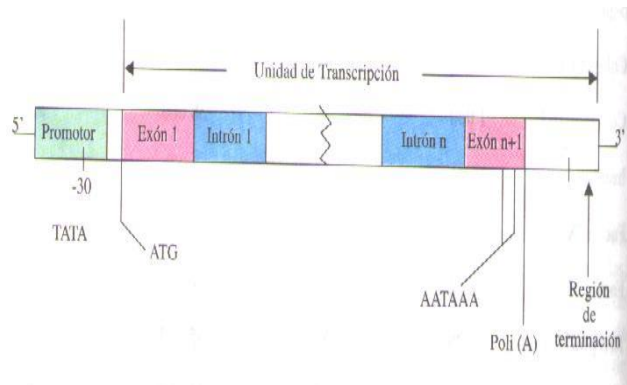 Unidad de Transcripción
5'
Promotor
Exón 1
Intrón 1
Intrón n
Exón n+1
3'
-30
TATA
ATG
AATAAA
Poli (A)
Región
de
terminación